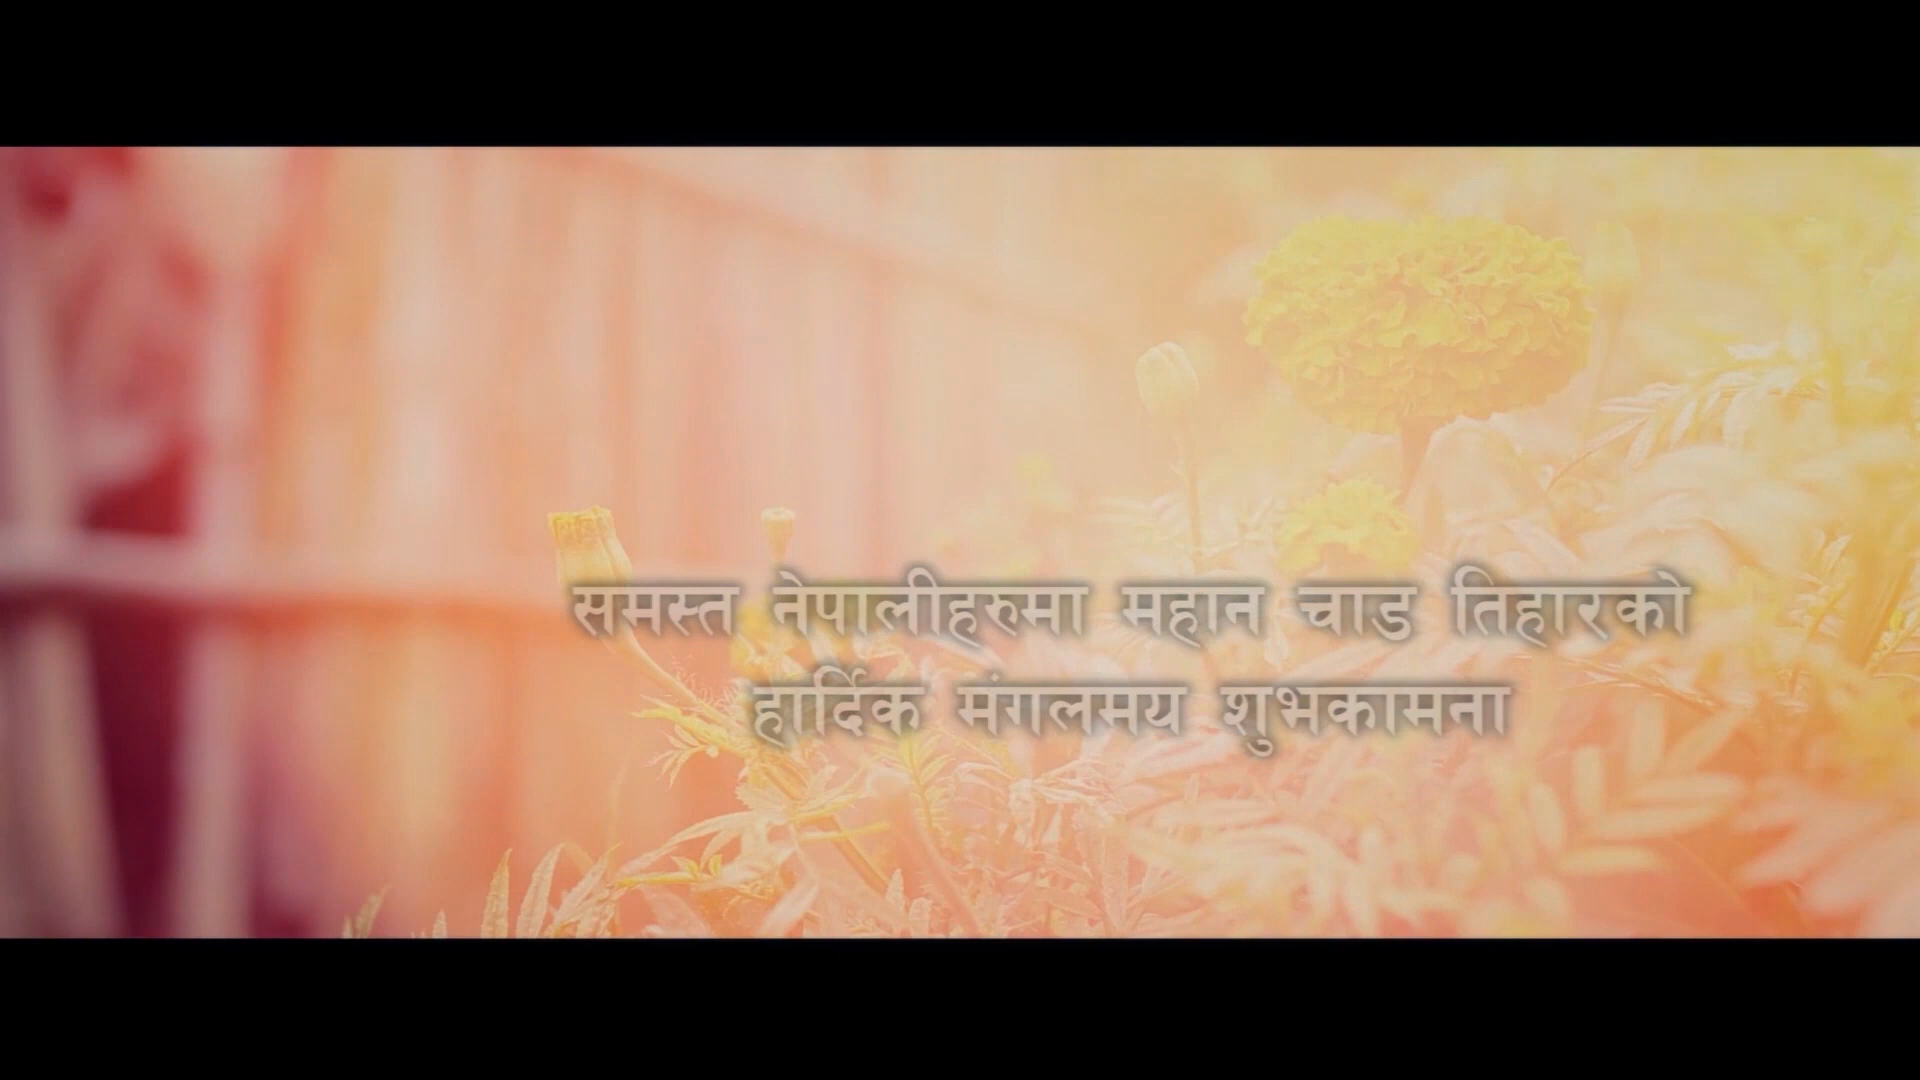 समस्त नेपालीहरुमा महान चाड तिहारको
हार्दिक मंगलमय शुभकामना